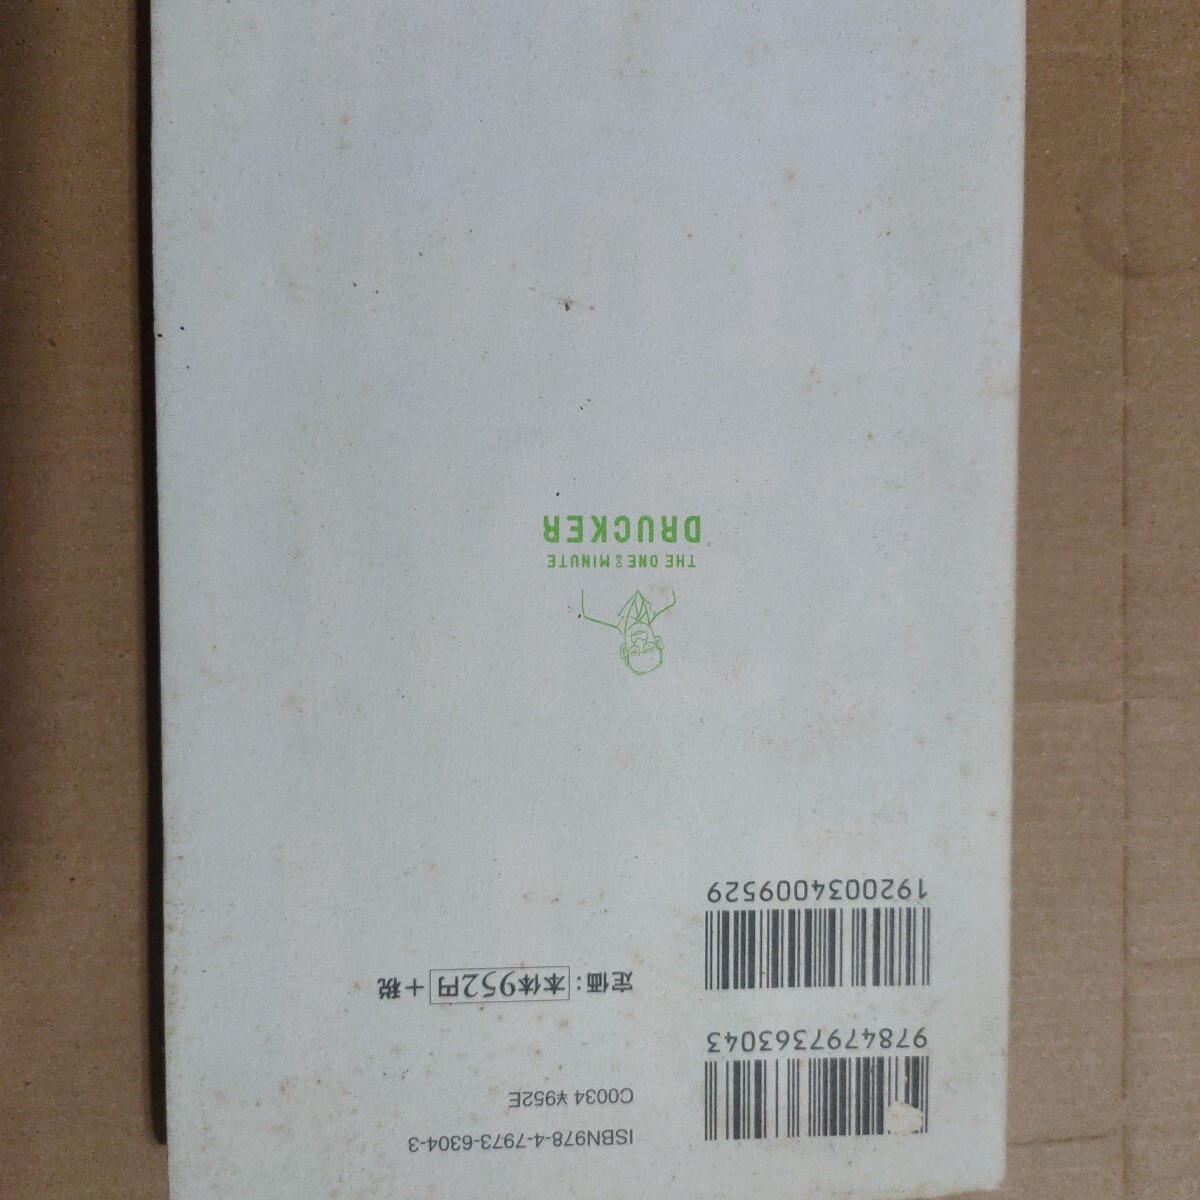 ISBN978-4-7973-6304-3
C0034 ¥952E
9784797363043
定価：本体952円 ＋税
1920034009529
THE ONE MINUTE
DRUCKER